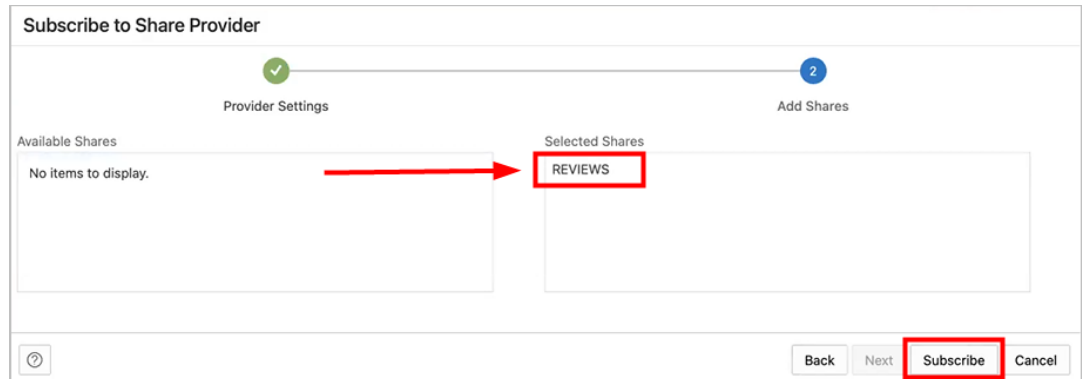 Subscribe to Share Provider
2
Provider Settings
Add Shares
Available Shares
Selected Shares
No items to display.
REVIEWS
?
Back
Next
Subscribe
Cancel